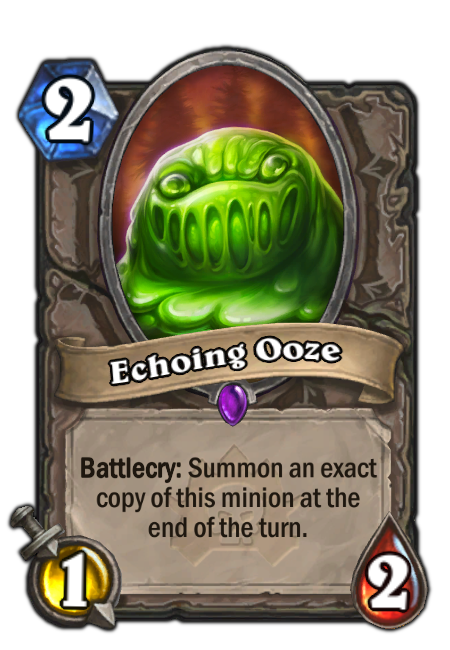 2
Echoing Ooze
Battlecry: Summon an exact
copy of this minion at the
end of the turn.
1
2